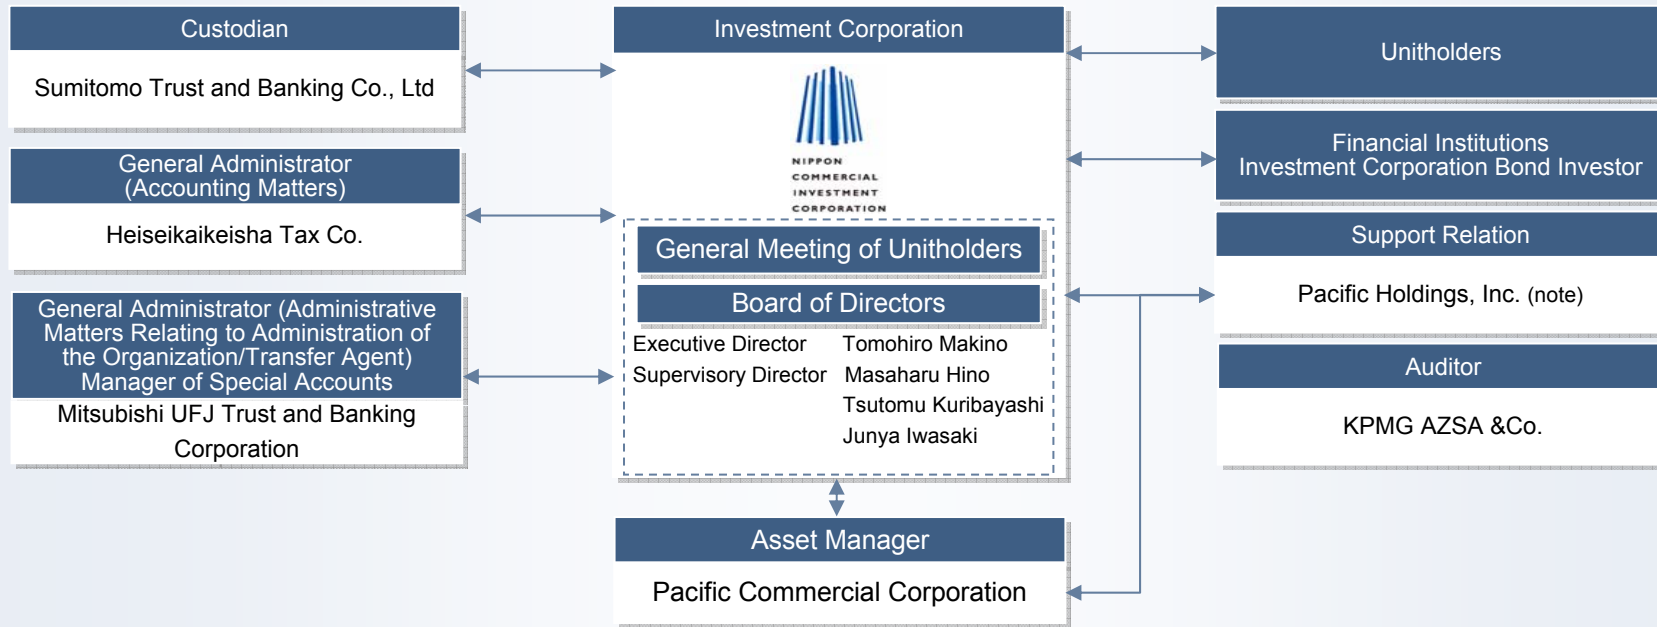 Custodian
Sumitomo Trust and Banking Co., Ltd
General Administrator
(Accounting Matters)
Heiseikaikeisha Tax Co.
General Administrator (Administrative
Matters Relating to Administration of
the Organization/Transfer Agent)
Manager of Special Accounts
Mitsubishi UFJ Trust and Banking
Corporation
Investment Corporation
NIPPON
COMMERCIAL
INVESTMENT
CORPORATION
General Meeting of Unitholders
Board of Directors
Executive Director Tomohiro Makino
Supervisory Director Masaharu Hino
Tsutomu Kuribayashi
Junya Iwasaki
Asset Manager
Pacific Commercial Corporation
Unitholders
Financial Institutions
Investment Corporation Bond Investor
Support Relation
Pacific Holdings, Inc. (note)
Auditor
KPMG AZSA &Co.